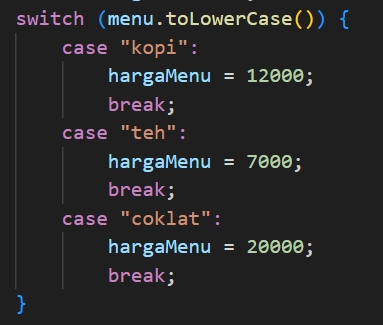 switch (menu.toLowerCase()) {
    case "kopi":
        hargaMenu = 12000;
        break;
    case "teh":
        hargaMenu = 7000;
        break;
    case "coklat":
        hargaMenu = 20000;
        break;
}